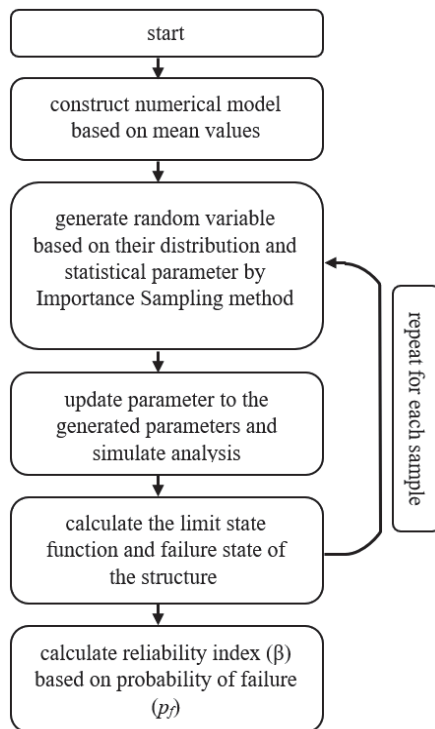 start
construct numerical model
based on mean values
generate random variable
based on their distribution and
statistical parameter by
Importance Sampling method
repeat for each sample
update parameter to the
generated parameters and
simulate analysis
calculate the limit state
function and failure state of
the structure
calculate reliability index (β)
based on probability of failure
(p_f)